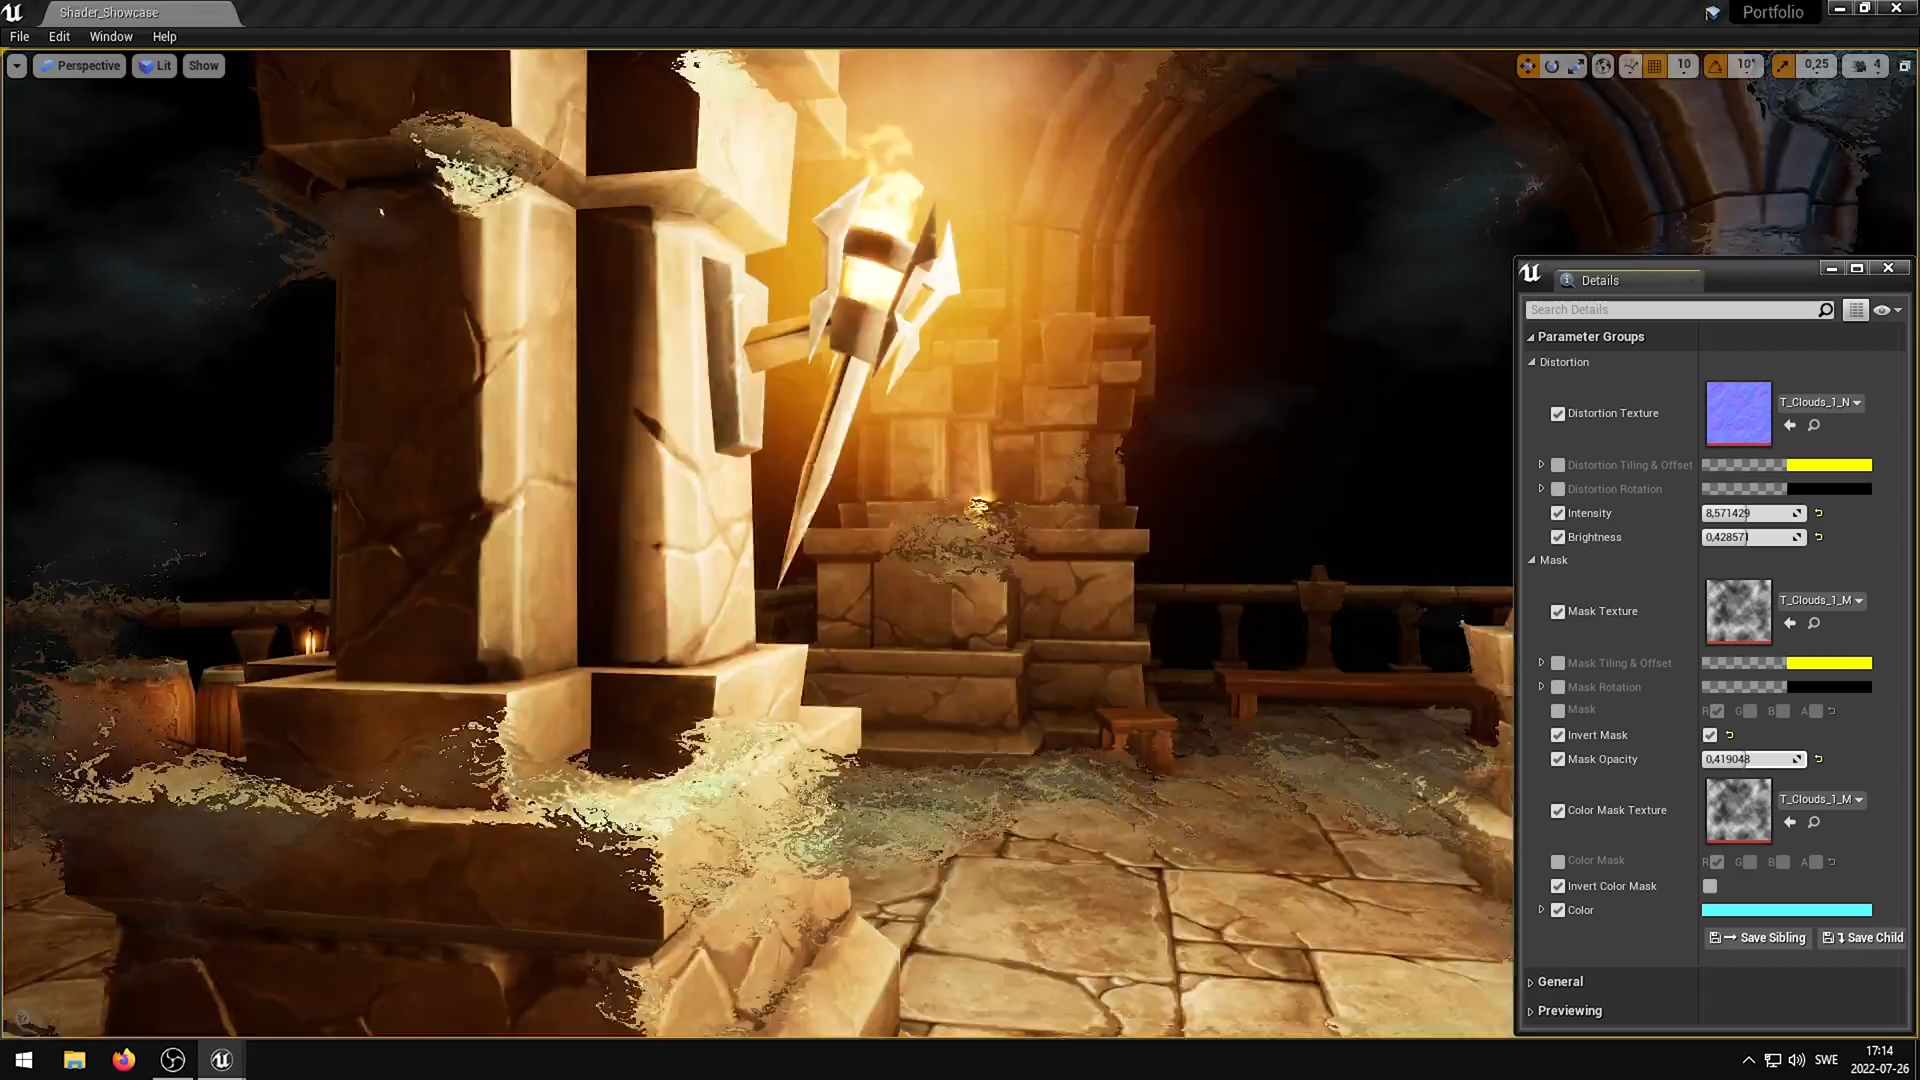 Shader_Showcase
Portfolio
File Edit Window Help
Perspective Lit Show
10 10° 0,25 4
Details
Search Details
Parameter Groups
Distortion
Distortion Texture T_Clouds_1_N
Distortion Tiling & Offset
Distortion Rotation
Intensity 8,571429
Brightness 0,428571
Mask
Mask Texture T_Clouds_1_M
Mask Tiling & Offset
Mask Rotation
Mask R G B A
Invert Mask
Mask Opacity 0,419048
Color Mask Texture T_Clouds_1_M
Color Mask R G B A
Invert Color Mask
Color
Save Sibling Save Child
General
Previewing
SWE
17:14
2022-07-26